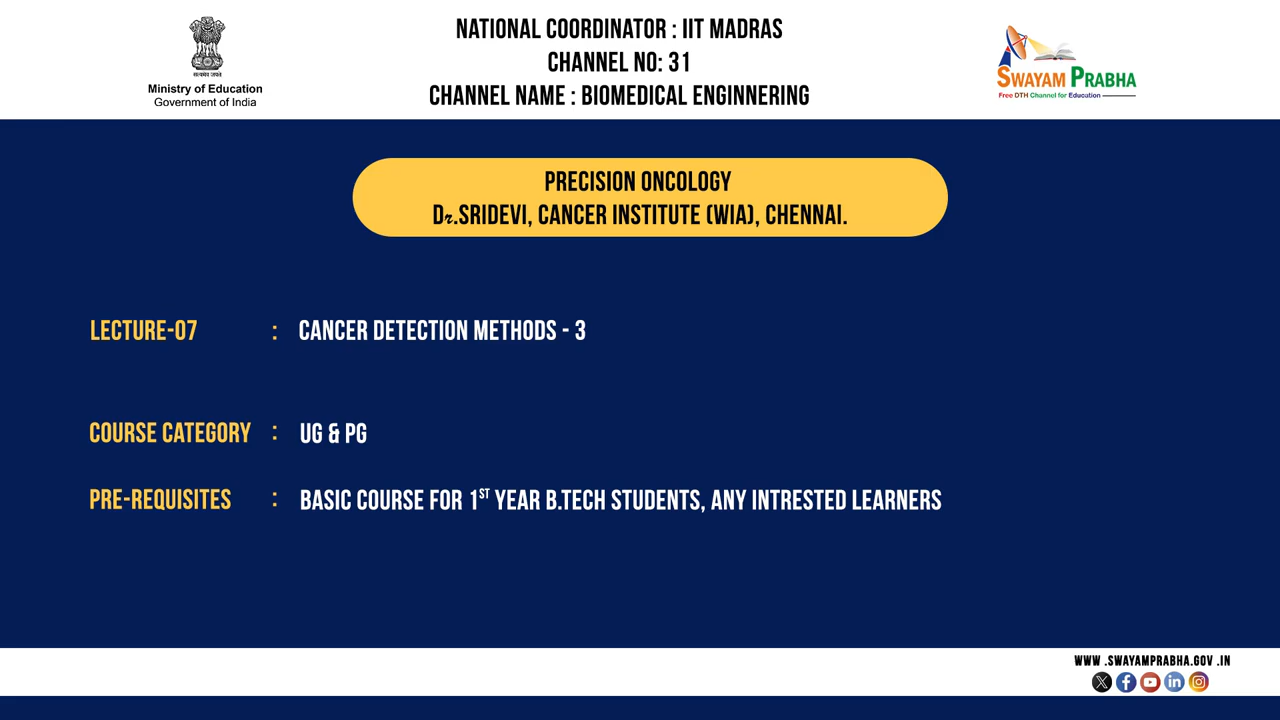 NATIONAL COORDINATOR : IIT MADRAS
CHANNEL NO: 31
CHANNEL NAME : BIOMEDICAL ENGINNERING
सत्यमेव जयते
Ministry of Education
Government of India
SWAYAM PRABHA
Free DTH Channel for Education
PRECISION ONCOLOGY
Dr.SRIDEVI, CANCER INSTITUTE (WIA), CHENNAI.
LECTURE-07 : CANCER DETECTION METHODS - 3
COURSE CATEGORY : UG & PG
PRE-REQUISITES : BASIC COURSE FOR 1ST YEAR B.TECH STUDENTS, ANY INTRESTED LEARNERS
WWW .SWAYAMPRABHA.GOV .IN